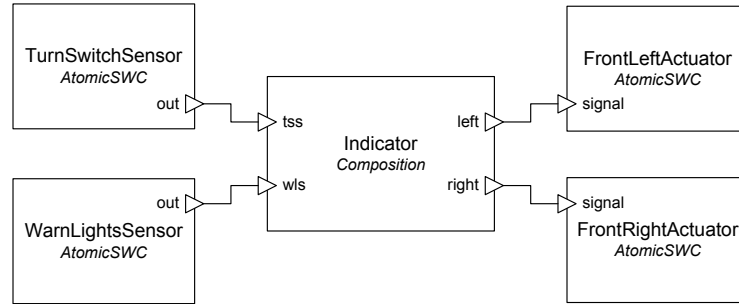 TurnSwitchSensor
AtomicSWC
out
WarnLightsSensor
AtomicSWC
out
tss
wls
Indicator
Composition
left
right
FrontLeftActuator
AtomicSWC
signal
signal
FrontRightActuator
AtomicSWC